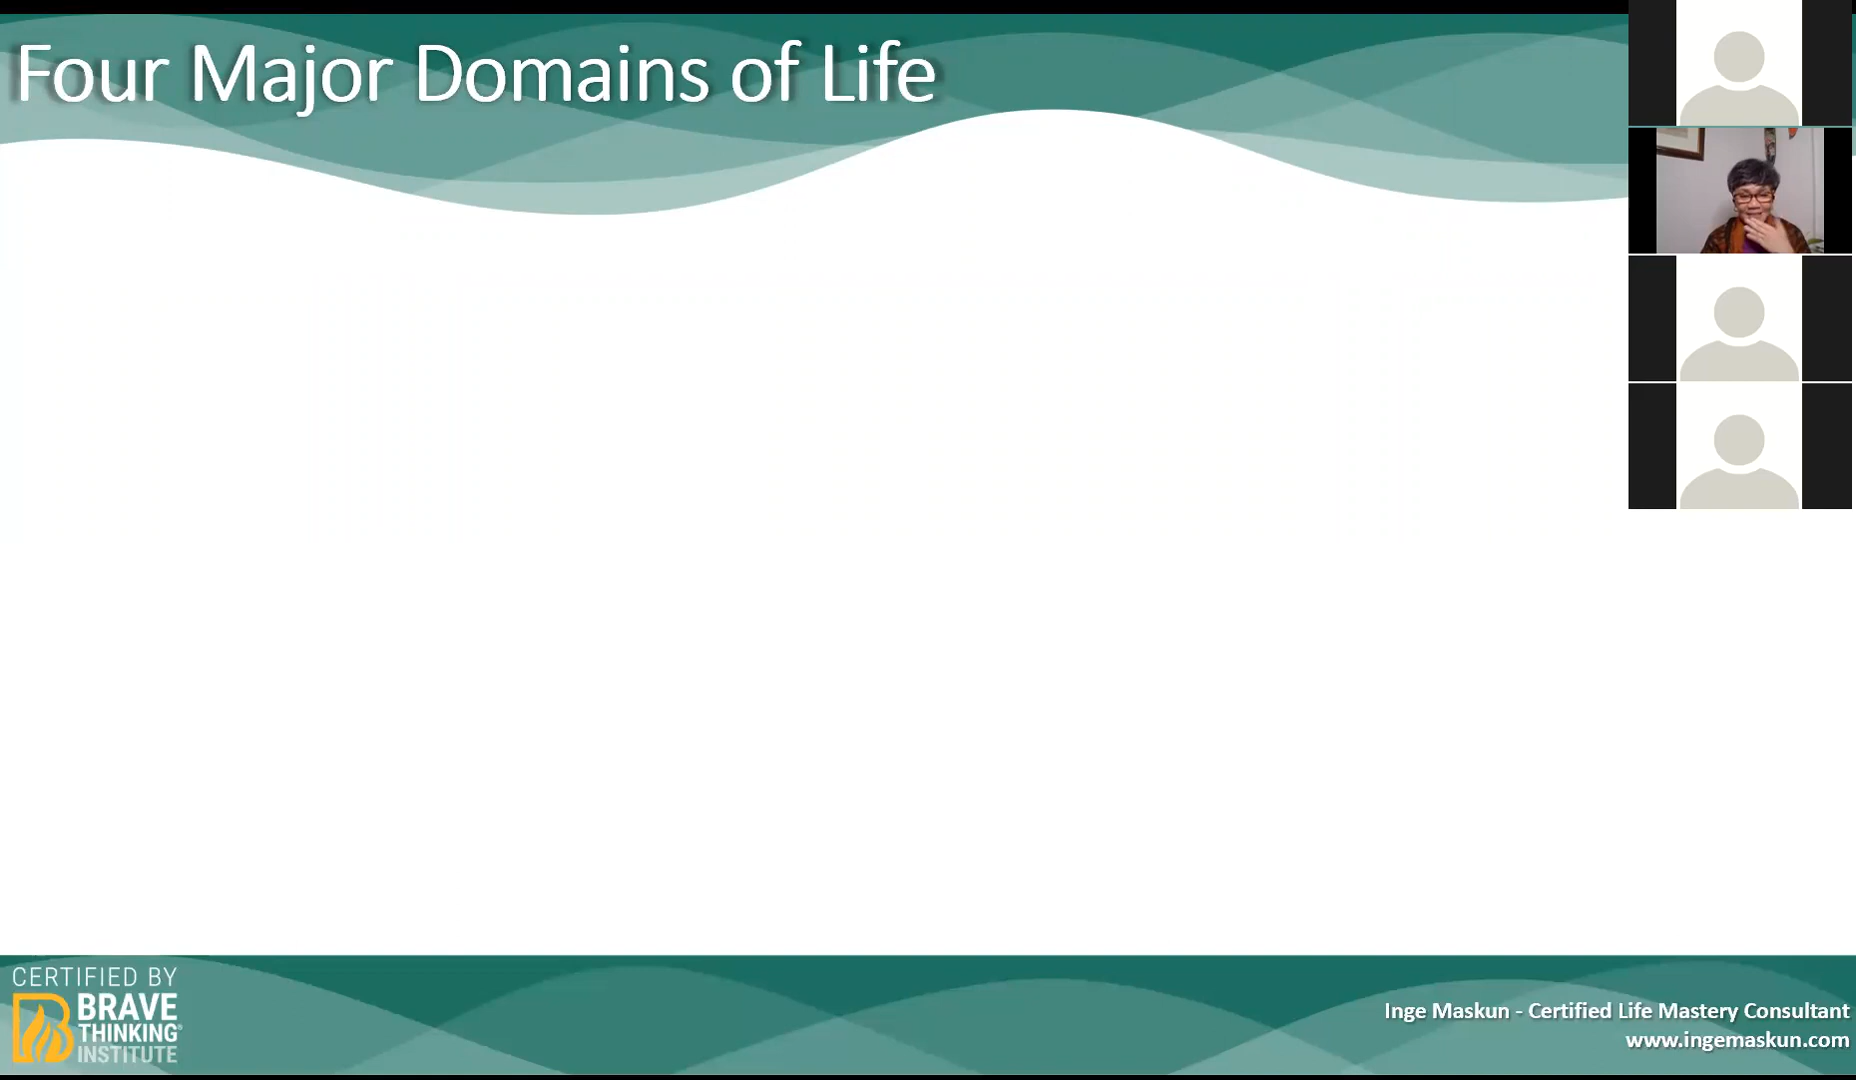 Four Major Domains of Life
CERTIFIED BY
BRAVE
THINKING®
INSTITUTE
Inge Maskun - Certified Life Mastery Consultant
www.ingemaskun.com